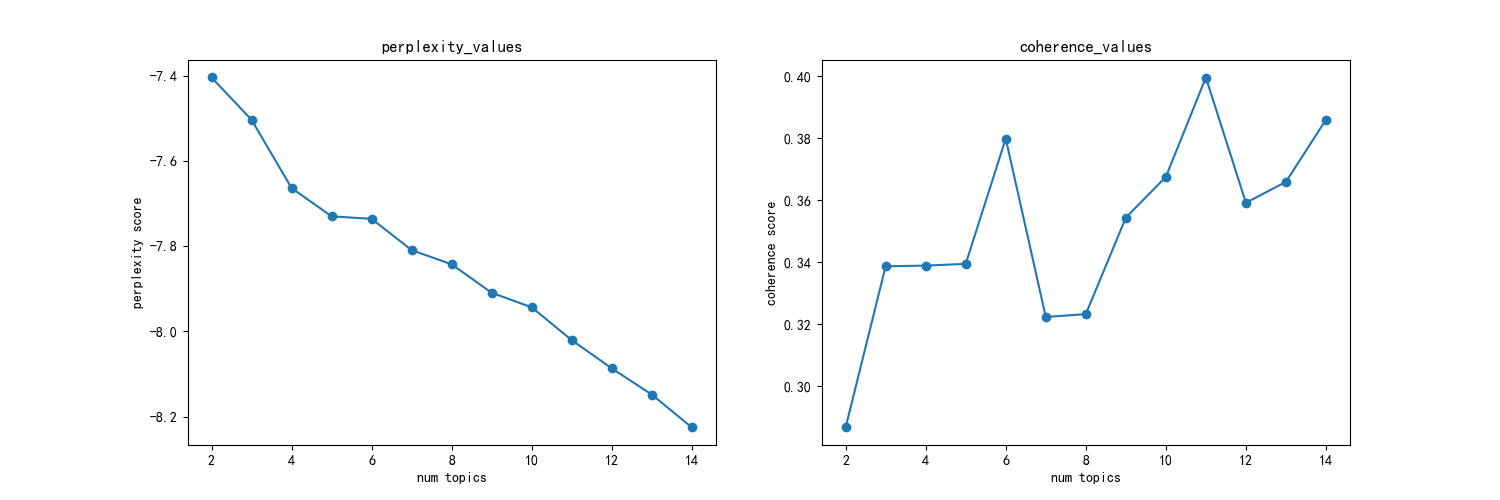 perplexity_values
−7.4
−7.6
−7.8
−8.0
−8.2
perplexity score
2 4 6 8 10 12 14
num topics
coherence_values
0.40
0.38
0.36
0.34
0.32
0.30
coherence score
2 4 6 8 10 12 14
num topics